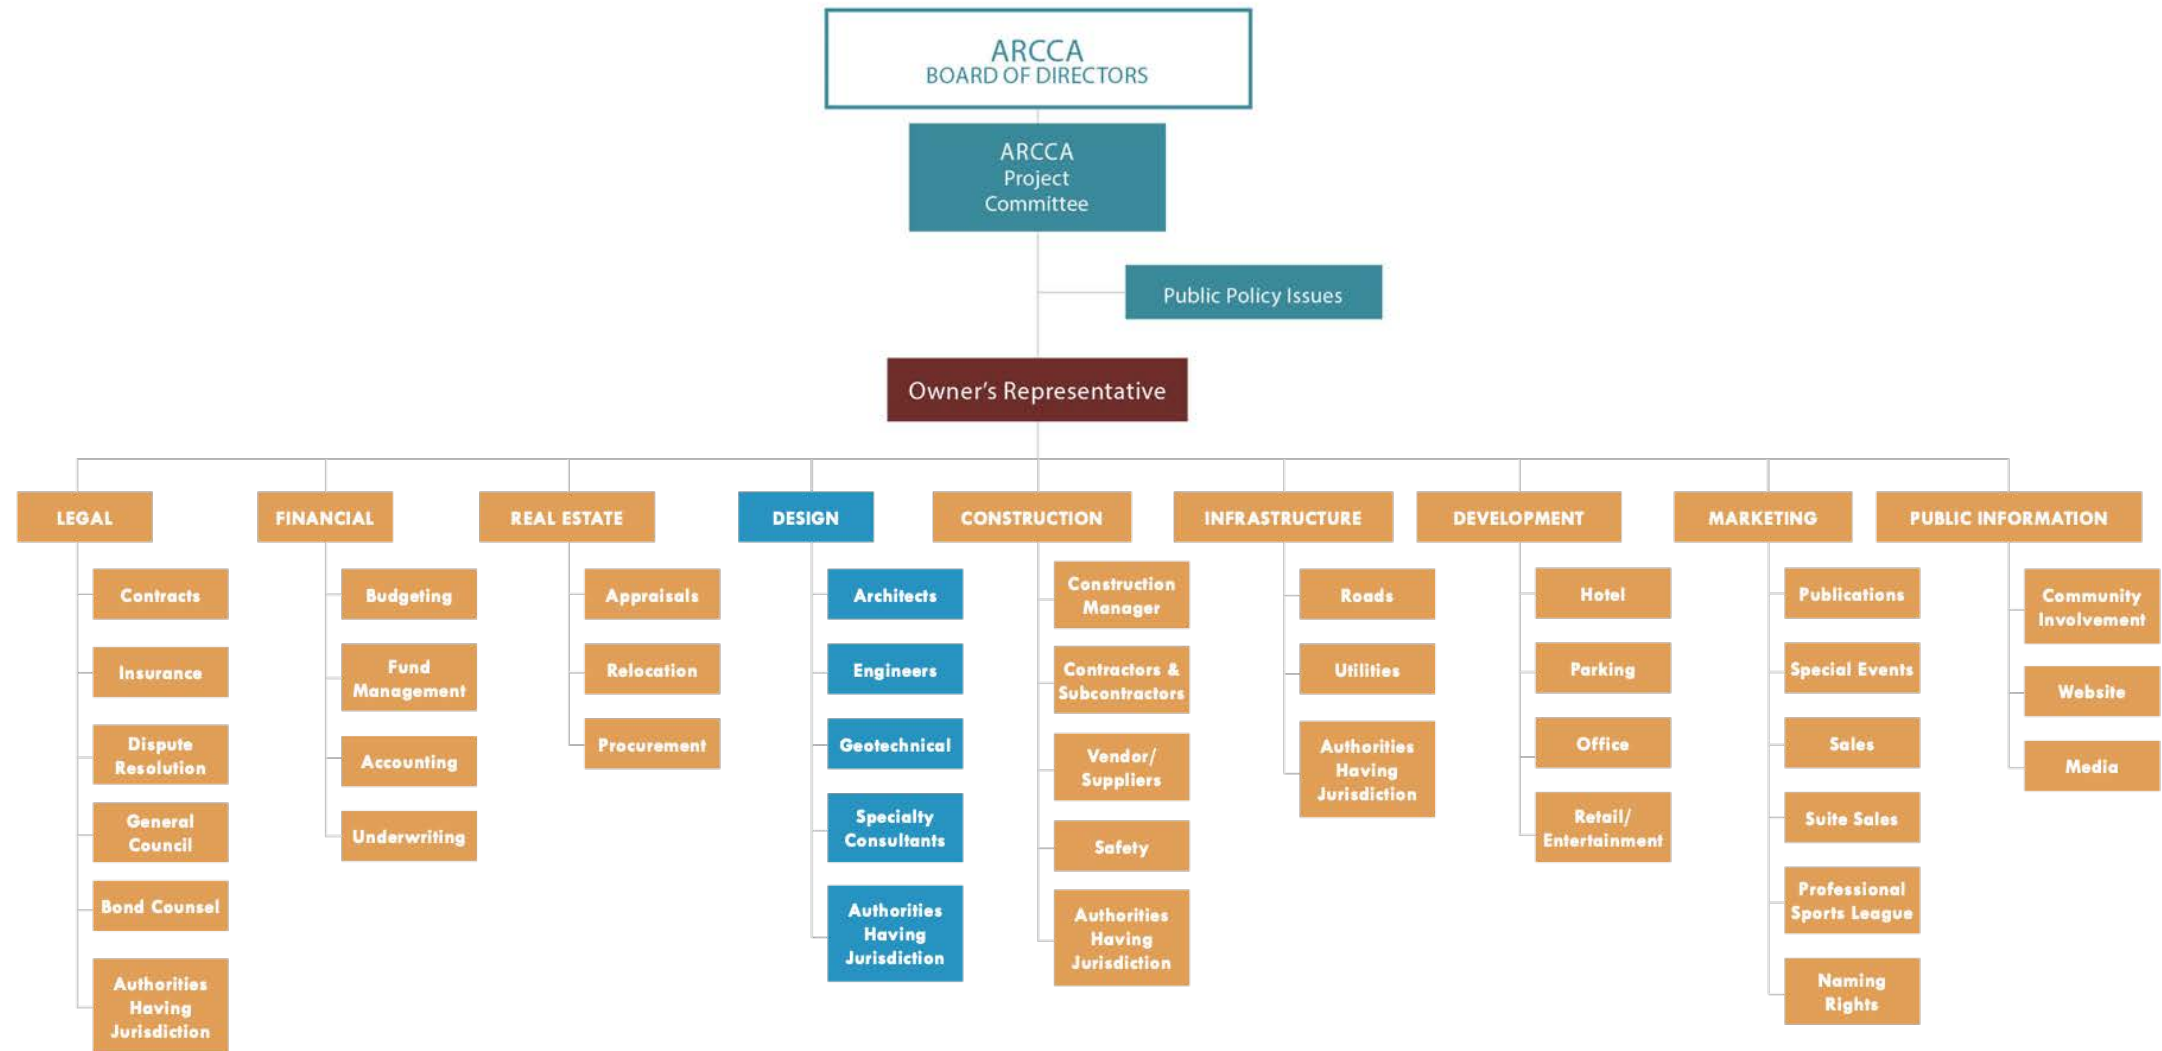 ARCCA
BOARD OF DIRECTORS
ARCCA
Project
Committee
Public Policy Issues
Owner's Representative
LEGAL
Contracts
Insurance
Dispute
Resolution
General
Council
Bond Counsel
Authorities
Having
Jurisdiction
FINANCIAL
Budgeting
Fund
Management
Accounting
Underwriting
REAL ESTATE
Appraisals
Relocation
Procurement
DESIGN
Architects
Engineers
Geotechnical
Specialty
Consultants
Authorities
Having
Jurisdiction
CONSTRUCTION
Construction
Manager
Contractors &
Subcontractors
Vendor/
Suppliers
Safety
Authorities
Having
Jurisdiction
INFRASTRUCTURE
Roads
Utilities
Authorities
Having
Jurisdiction
DEVELOPMENT
Hotel
Parking
Office
Retail/
Entertainment
MARKETING
Publications
Special Events
Sales
Suite Sales
Professional
Sports League
Naming
Rights
PUBLIC INFORMATION
Community
Involvement
Website
Media